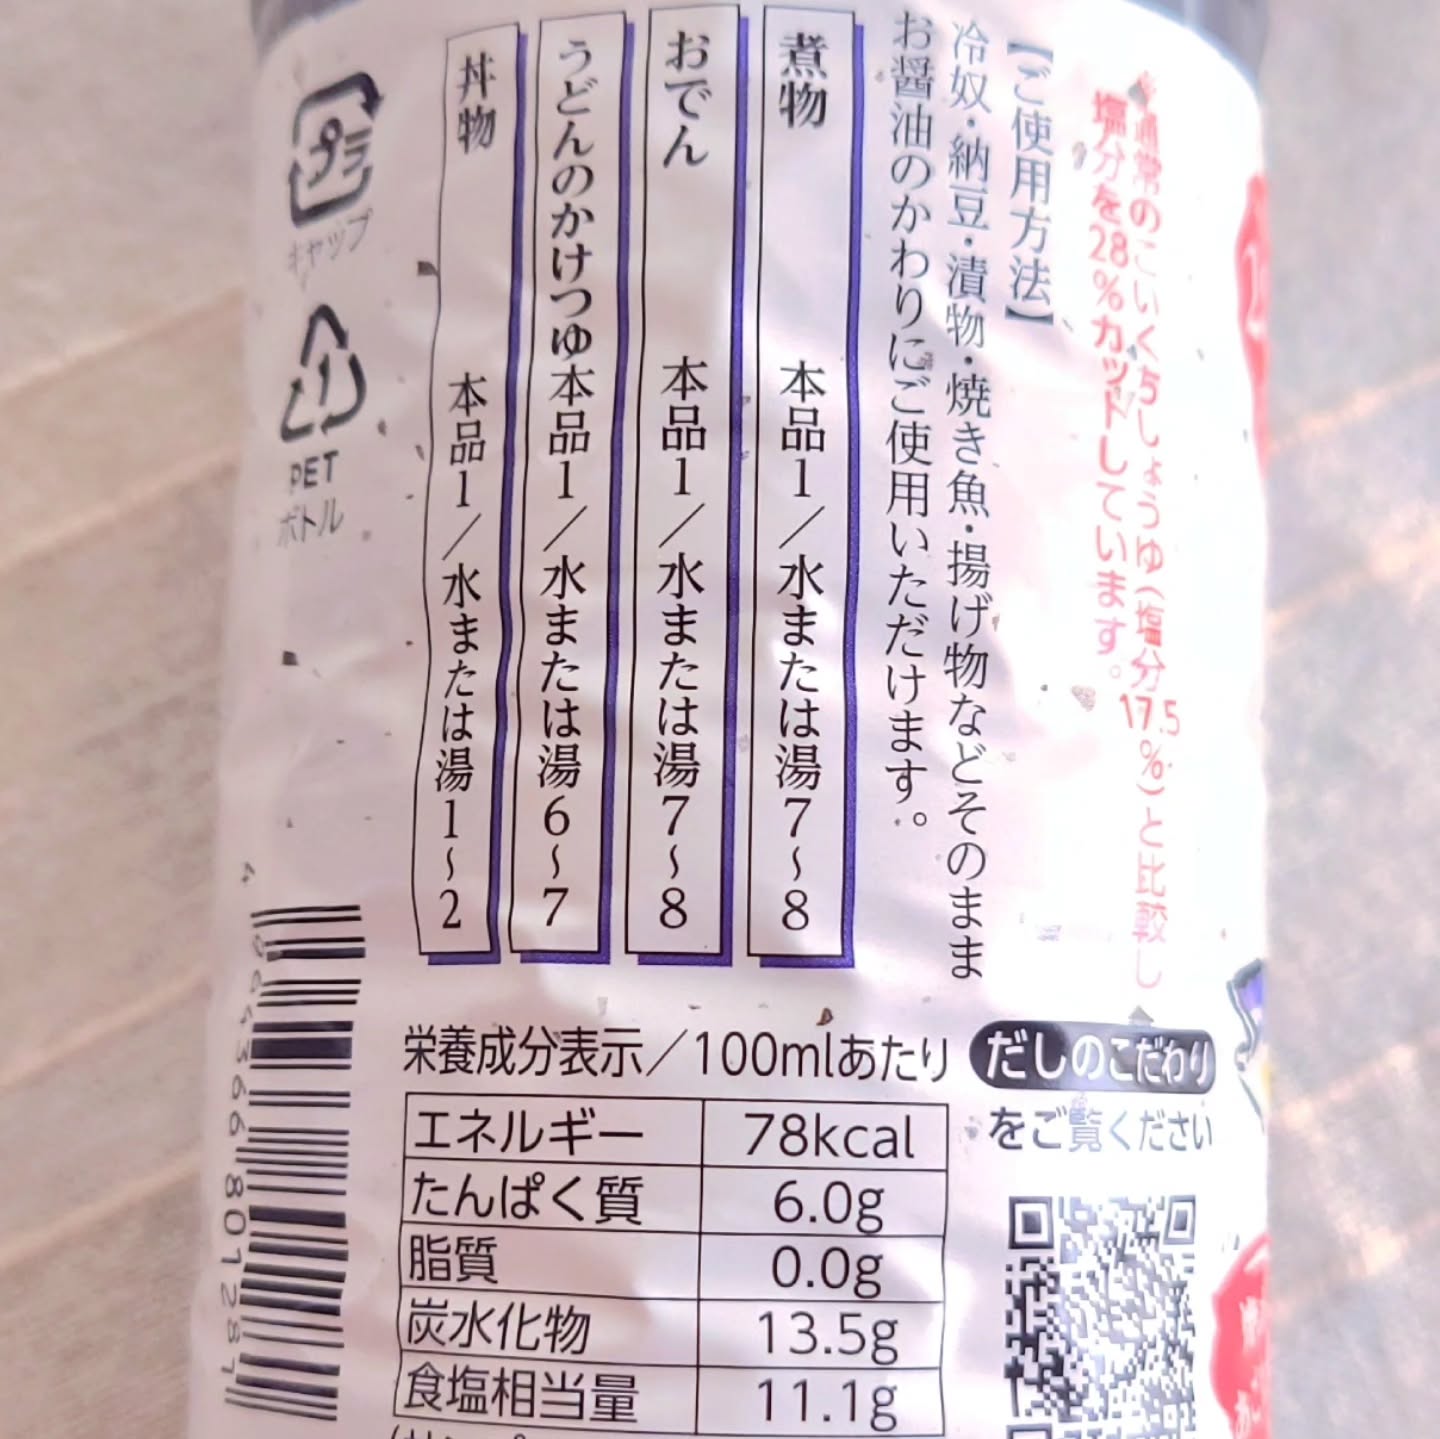 通常のこいくちしょうゆ(塩分17.5%)と比較し
塩分を28%カットしています。
【ご使用方法】
冷奴・納豆・漬物・焼き魚・揚げ物などそのまま
お醤油のかわりにご使用いただけます。
煮物 本品1/水または湯7~8
おでん 本品1/水または湯7~8
うどんのかけつゆ 本品1/水または湯6~7
丼物 本品1/水または湯1~2
プラ
キャップ
1
PET
ボトル
栄養成分表示/100mlあたり
エネルギー 78kcal
たんぱく質 6.0g
脂質 0.0g
炭水化物 13.5g
食塩相当量 11.1g
だしのこだわり
をご覧ください